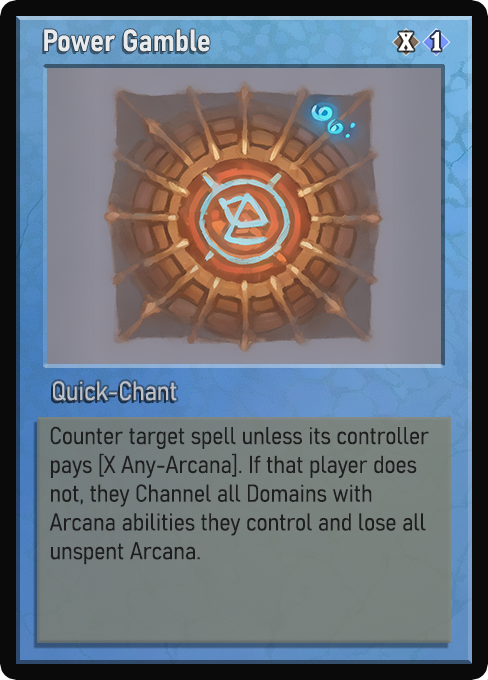 Power Gamble
X 1
Quick-Chant
Counter target spell unless its controller
pays [X Any-Arcana]. If that player does
not, they Channel all Domains with
Arcana abilities they control and lose all
unspent Arcana.